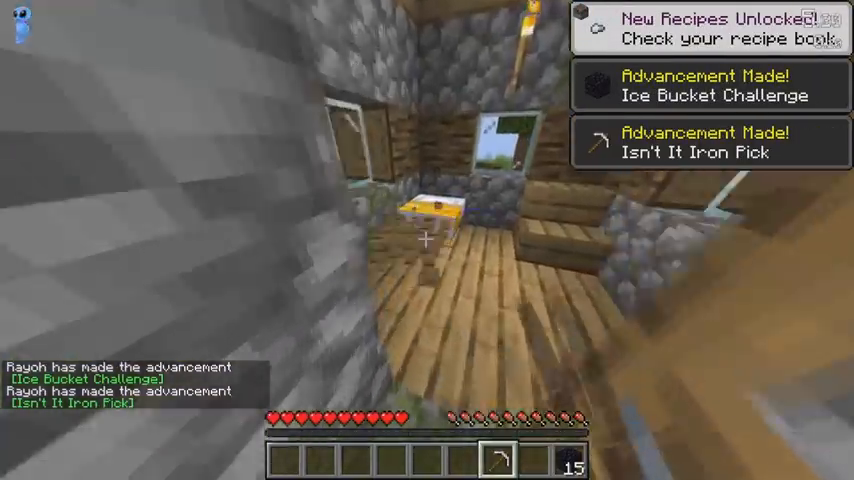 New Recipes Unlocked!
Check your recipe book
Advancement Made!
Ice Bucket Challenge
Advancement Made!
Isn't It Iron Pick
Rayoh has made the advancement
[Ice Bucket Challenge]
Rayoh has made the advancement
[Isn't It Iron Pick]
15